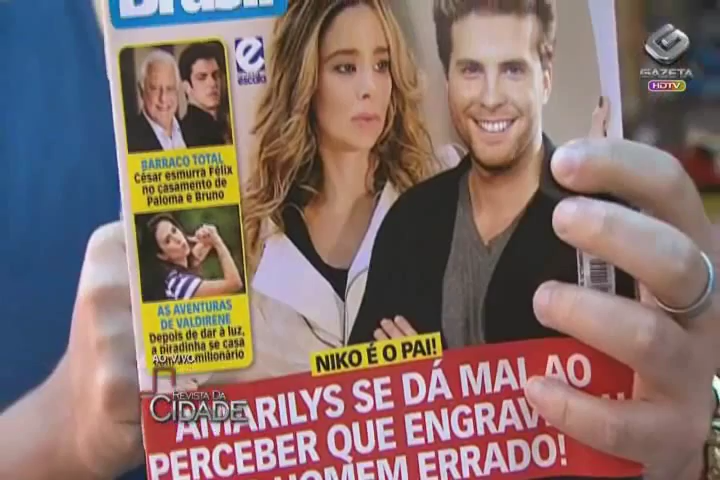 Brasil
escala
GAZETA
HDTV
BARRACO TOTAL
César esmurra Félix
no casamento de
Paloma e Bruno
AS AVENTURAS
DE VALDIRENE
Depois de dar à luz,
a piradinha se casa
milionário
AO VIVO
REVISTA DA
CIDADE
NIKO É O PAI!
AMARILYS SE DÁ MAL AO
PERCEBER QUE
HOMEM ERRADO!